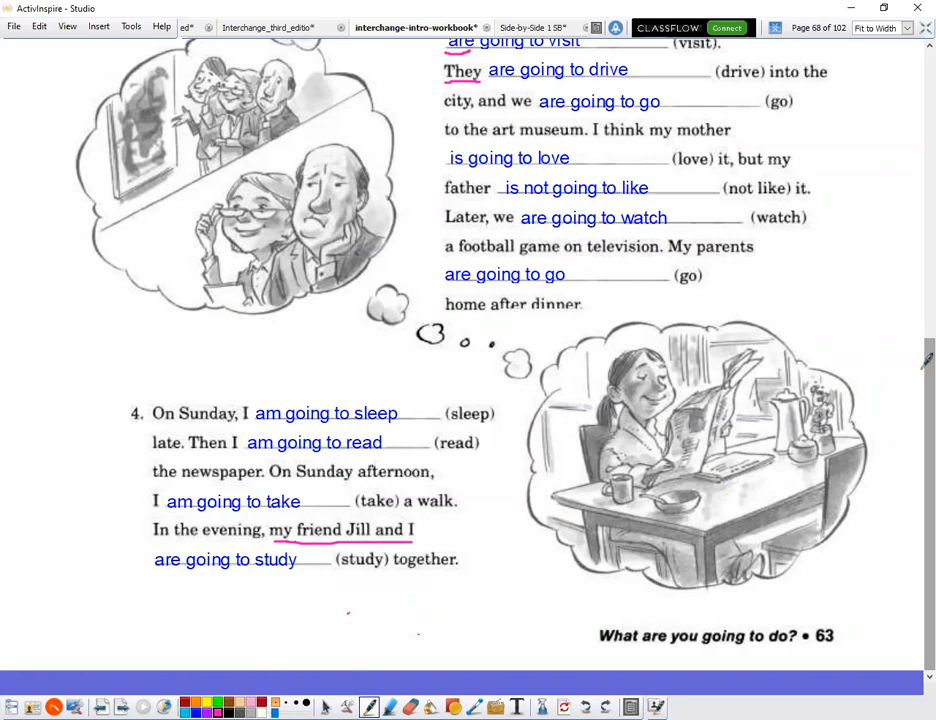 ActivInspire - Studio
File Edit View Insert Tools Help
ed* Interchange_third_editio* interchange-intro-workbook* Side-by-Side 1 SB* CLASSFLOW Connect Page 68 of 102 Fit to Width
are going to visit (visit).
They are going to drive (drive) into the
city, and we are going to go (go)
to the art museum. I think my mother
is going to love (love) it, but my
father is not going to like (not like) it.
Later, we are going to watch (watch)
a football game on television. My parents
are going to go (go)
home after dinner.
4. On Sunday, I am going to sleep (sleep)
late. Then I am going to read (read)
the newspaper. On Sunday afternoon,
I am going to take (take) a walk.
In the evening, my friend Jill and I
are going to study (study) together.
What are you going to do? • 63